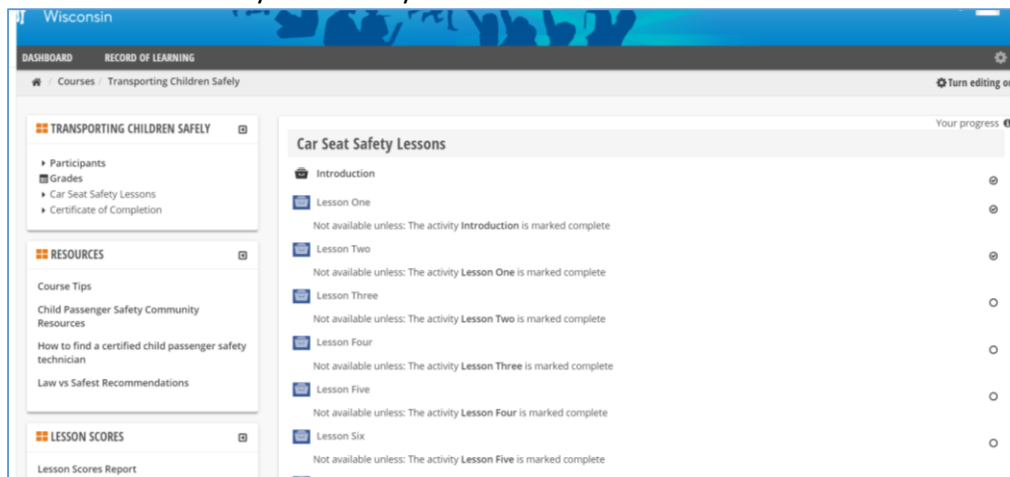 Wisconsin
DASHBOARD RECORD OF LEARNING
/ Courses / Transporting Children Safely
Turn editing on
TRANSPORTING CHILDREN SAFELY
Participants
Grades
Car Seat Safety Lessons
Certificate of Completion
RESOURCES
Course Tips
Child Passenger Safety Community
Resources
How to find a certified child passenger safety
technician
Law vs Safest Recommendations
LESSON SCORES
Lesson Scores Report
Your progress
Car Seat Safety Lessons
Introduction
Lesson One
Not available unless: The activity Introduction is marked complete
Lesson Two
Not available unless: The activity Lesson One is marked complete
Lesson Three
Not available unless: The activity Lesson Two is marked complete
Lesson Four
Not available unless: The activity Lesson Three is marked complete
Lesson Five
Not available unless: The activity Lesson Four is marked complete
Lesson Six
Not available unless: The activity Lesson Five is marked complete